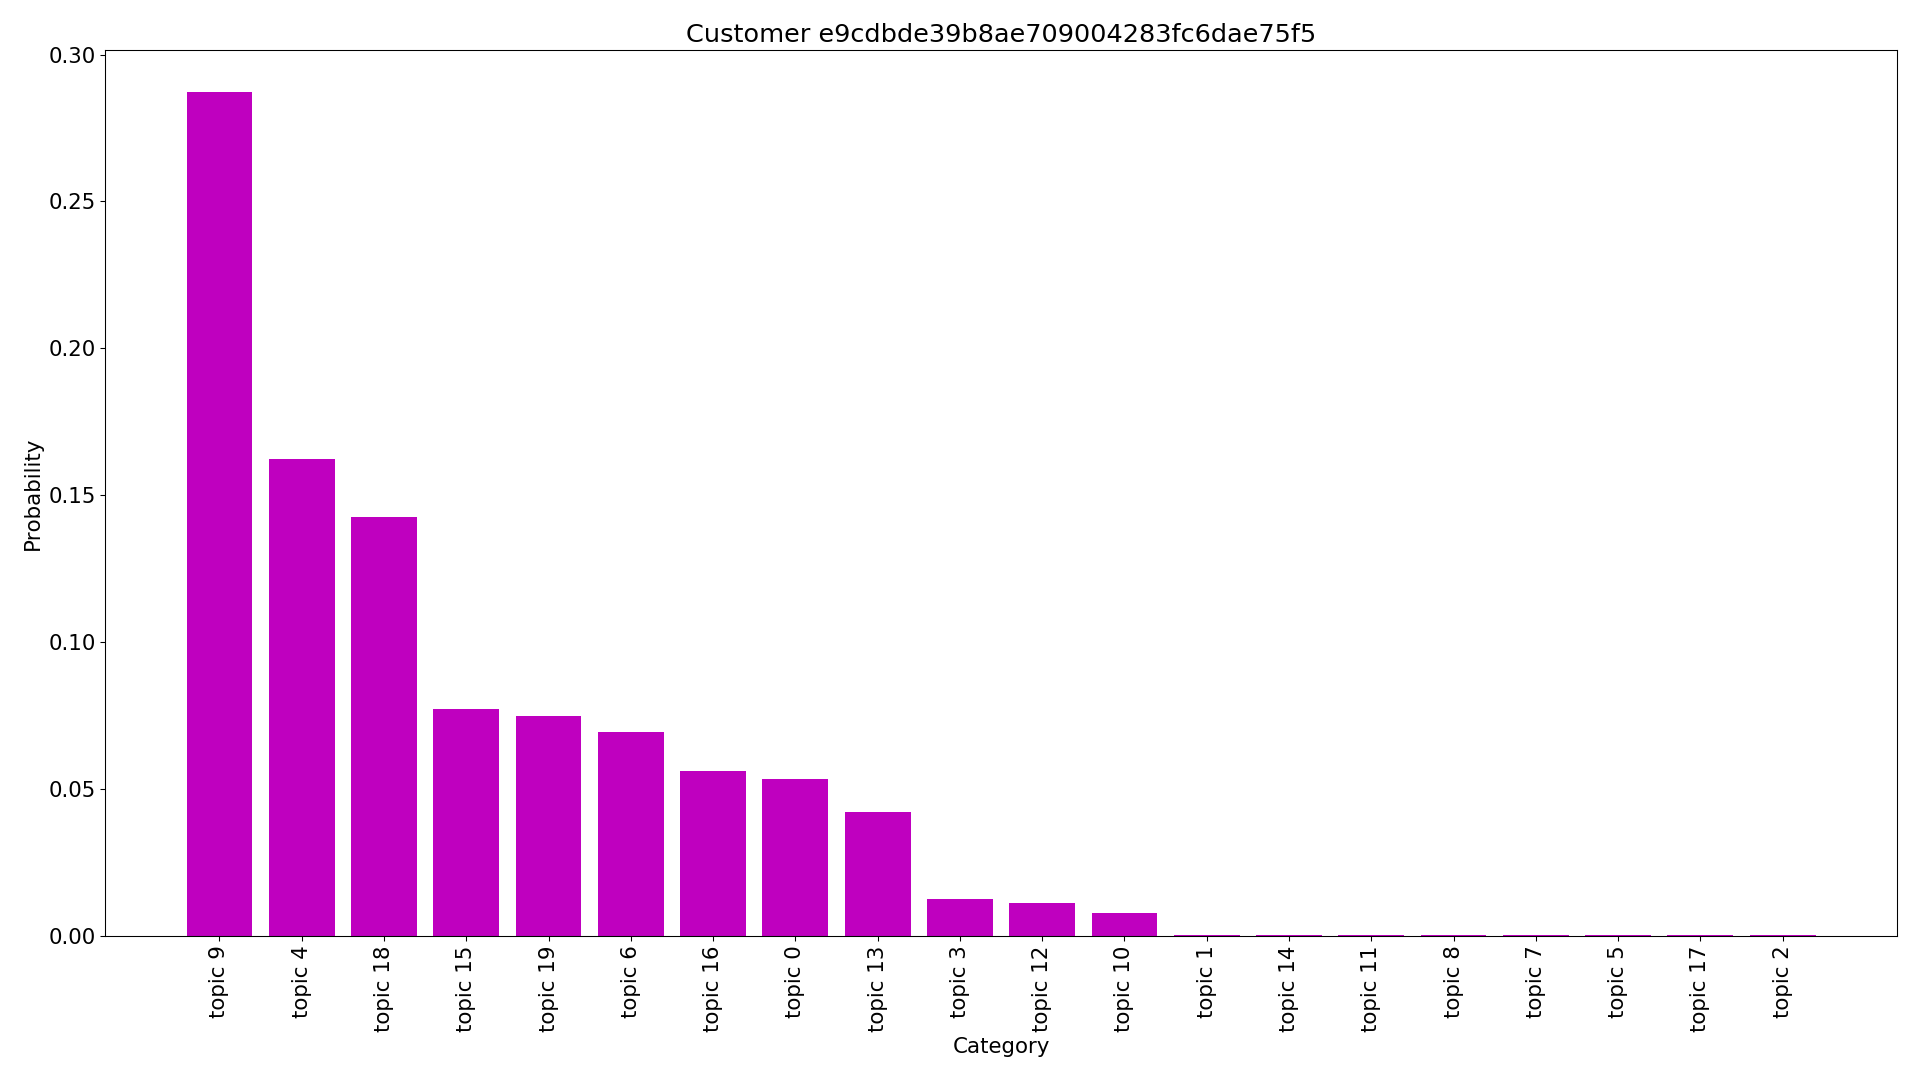 Customer e9cdbde39b8ae709004283fc6dae75f5
0.30
0.25
0.20
0.15
0.10
0.05
0.00
Probability
topic 9
topic 4
topic 18
topic 15
topic 19
topic 6
topic 16
topic 0
topic 13
topic 3
topic 12
topic 10
topic 1
topic 14
topic 11
topic 8
topic 7
topic 5
topic 17
topic 2
Category